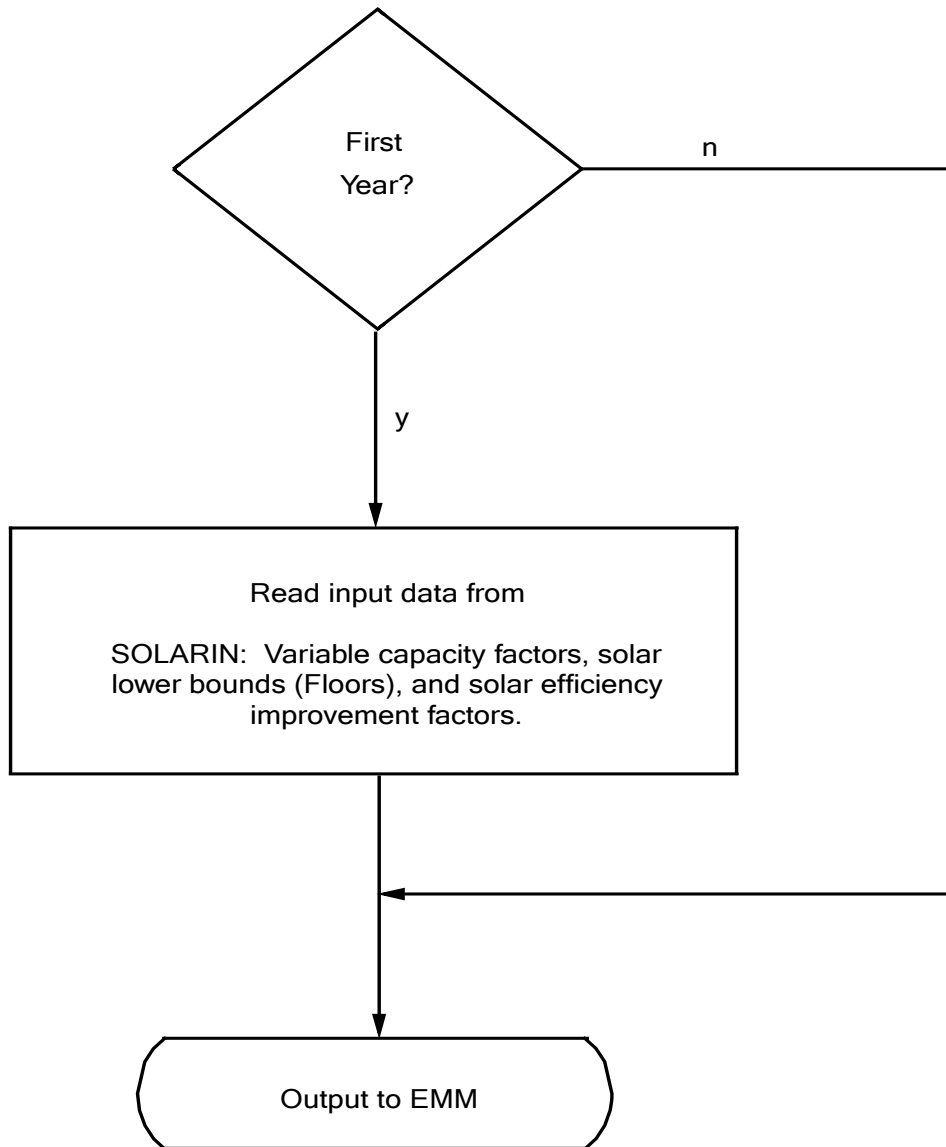 First
Year?
n
y
Read input data from
SOLARIN:  Variable capacity factors, solar
lower bounds (Floors), and solar efficiency
improvement factors.
Output to EMM